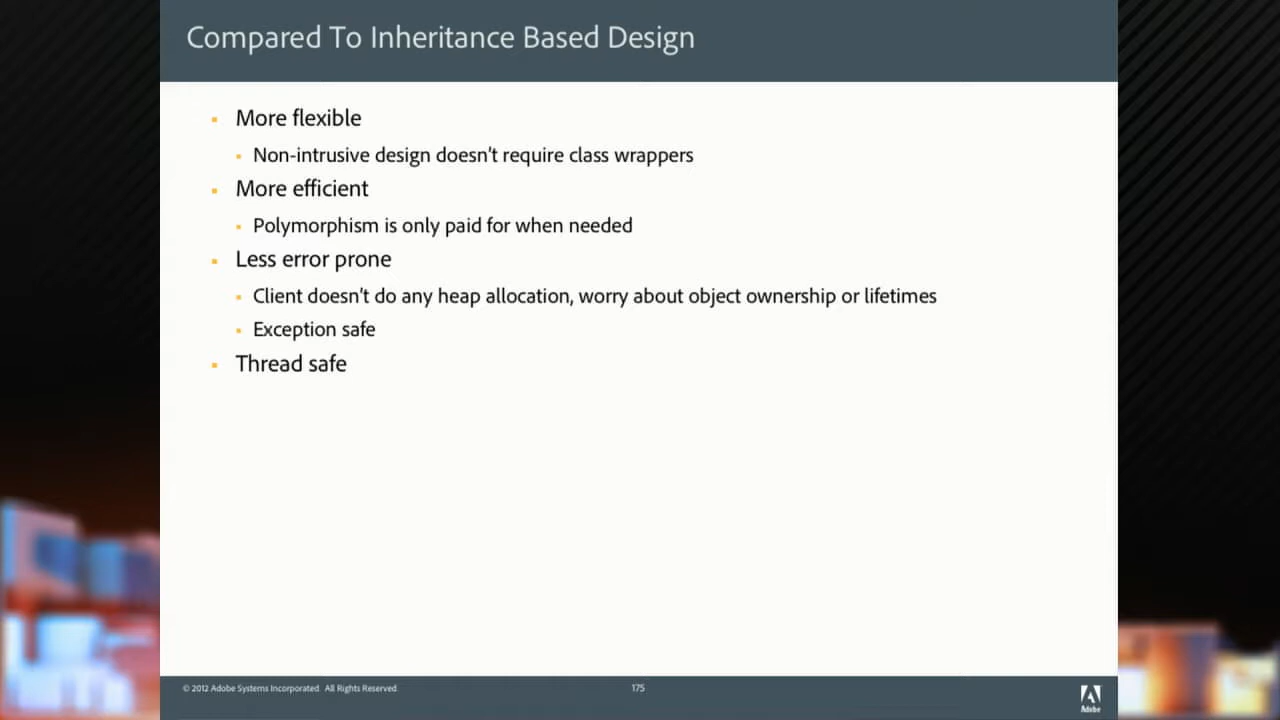 Compared To Inheritance Based Design
More flexible
Non-intrusive design doesn't require class wrappers
More efficient
Polymorphism is only paid for when needed
Less error prone
Client doesn't do any heap allocation, worry about object ownership or lifetimes
Exception safe
Thread safe
© 2012 Adobe Systems Incorporated. All Rights Reserved.
175
Adobe